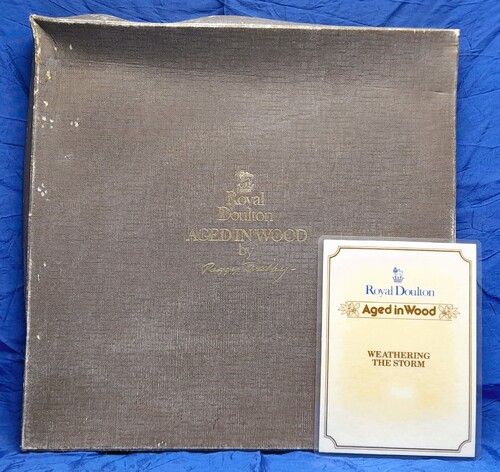 Royal
Doulton
AGED IN WOOD
by
Royal Doulton
Aged in Wood
WEATHERING
THE STORM